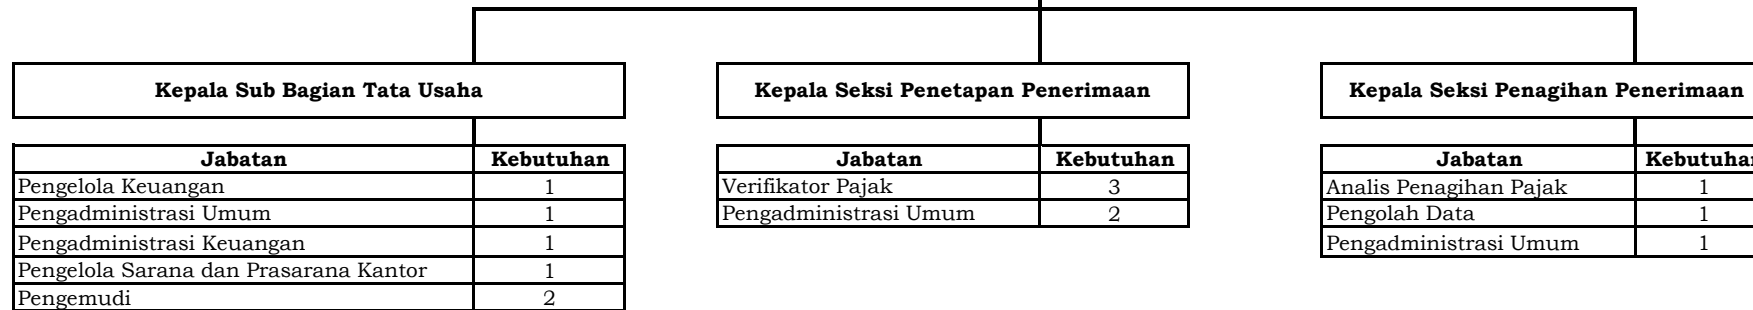 Kepala Sub Bagian Tata Usaha
Jabatan Kebutuhan
Pengelola Keuangan 1
Pengadministrasi Umum 1
Pengadministrasi Keuangan 1
Pengelola Sarana dan Prasarana Kantor 1
Pengemudi 2
Kepala Seksi Penetapan Penerimaan
Jabatan Kebutuhan
Verifikator Pajak 3
Pengadministrasi Umum 2
Kepala Seksi Penagihan Penerimaan
Jabatan Kebutuhan
Analis Penagihan Pajak 1
Pengolah Data 1
Pengadministrasi Umum 1